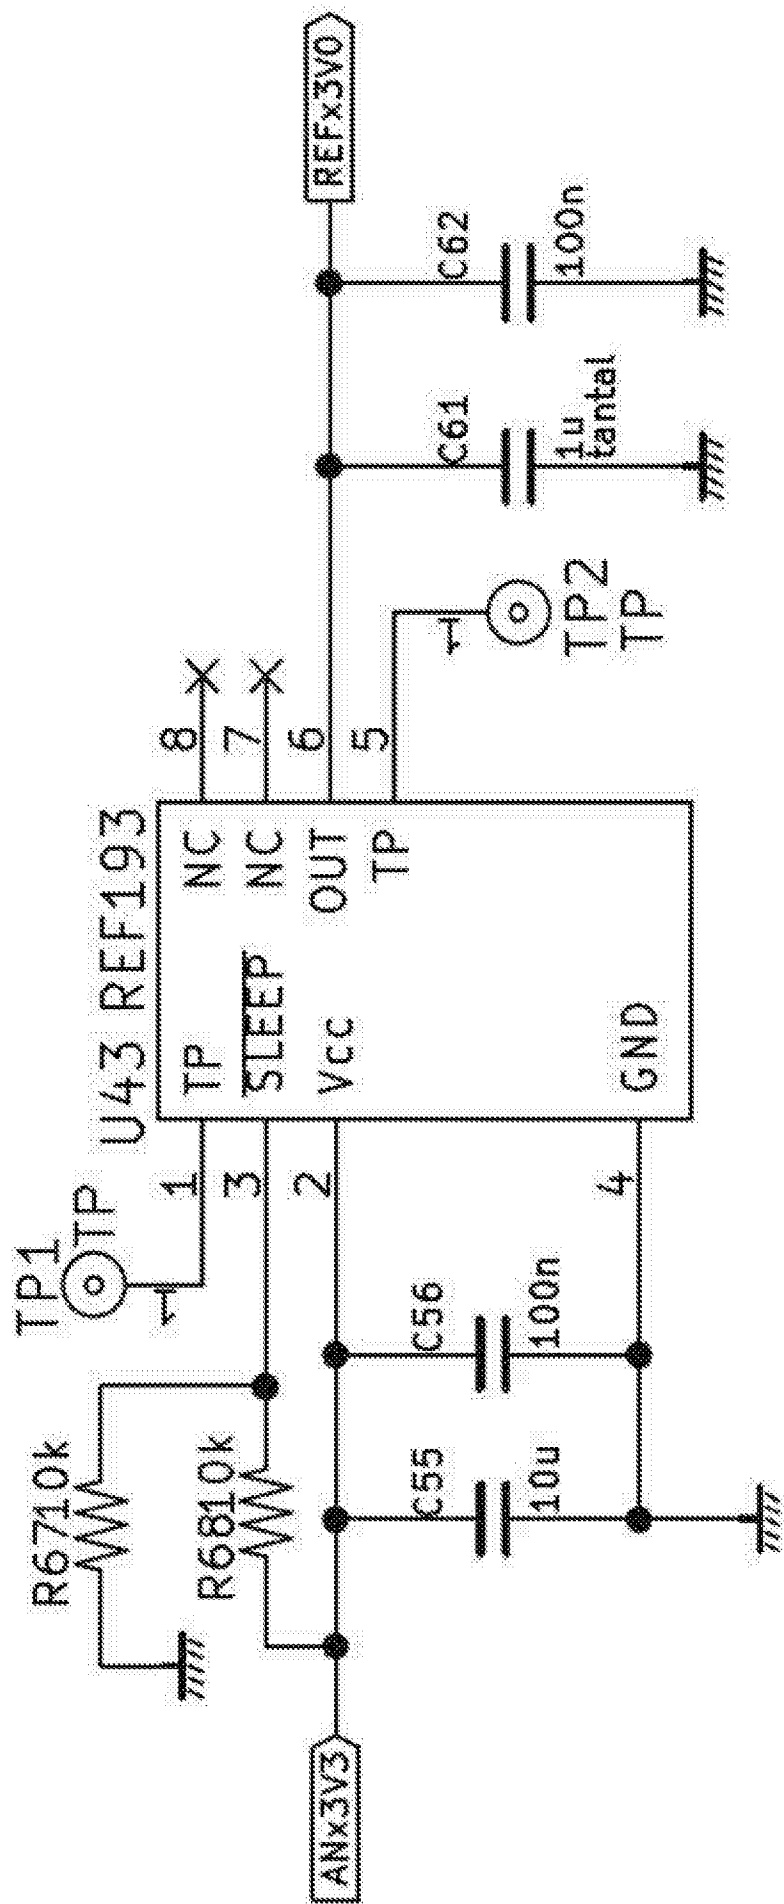 TP1
TP
R67 10k
R68 10k
ANx3V3
C55
10u
C56
100n
U43 REF193
1
3
2
4
TP
SLEEP
Vcc
GND
NC
NC
OUT
TP
8
7
6
5
TP2
TP
C61
1u
tantal
C62
100n
REFx3V0